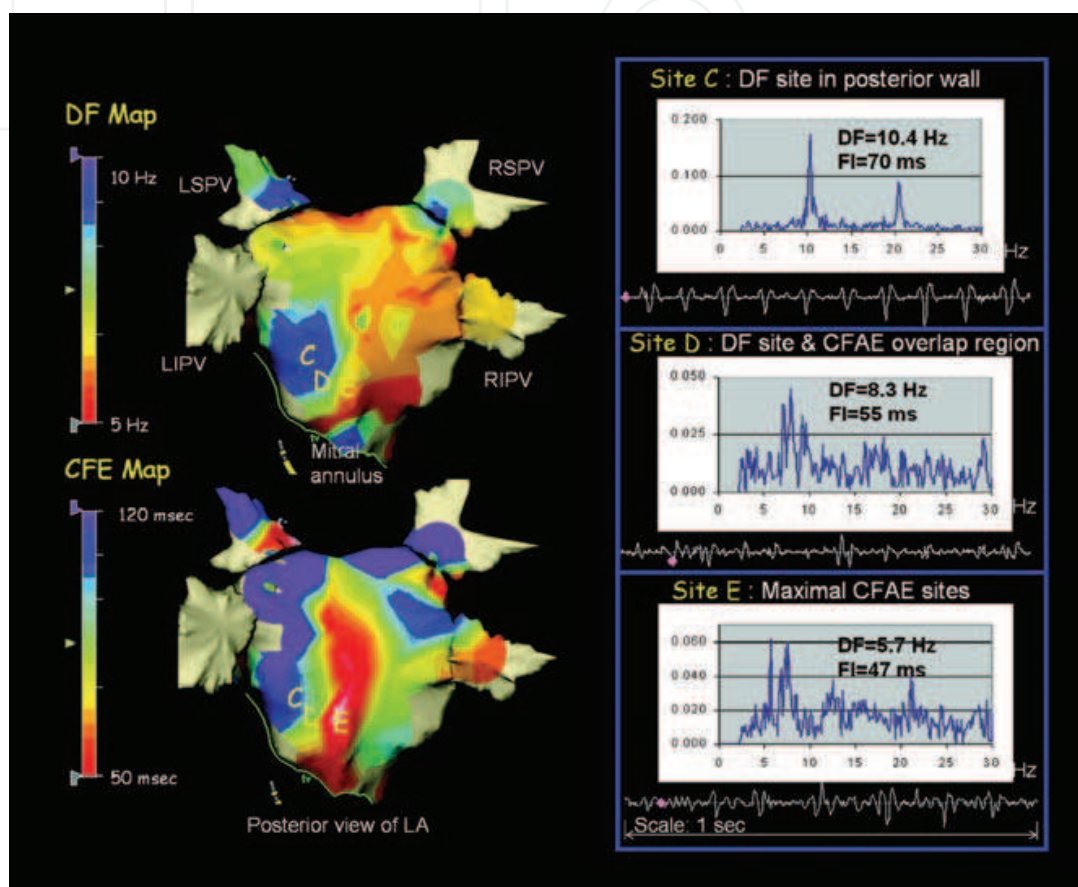 DF Map
10 Hz
5 Hz
LSPV
RSPV
LIPV
RIPV
C
D
E
Mitral
annulus
CFE Map
120 msec
50 msec
C
E
Posterior view of LA
Site C : DF site in posterior wall
DF=10.4 Hz
FI=70 ms
0.200
0.100
0.000
0 5 10 15 20 25 30 Hz
Site D : DF site & CFAE overlap region
DF=8.3 Hz
FI=55 ms
0.050
0.025
0.000
0 5 10 15 20 25 30 Hz
Site E : Maximal CFAE sites
DF=5.7 Hz
FI=47 ms
0.060
0.040
0.020
0.000
0 5 10 15 20 25 30 Hz
Scale: 1 sec